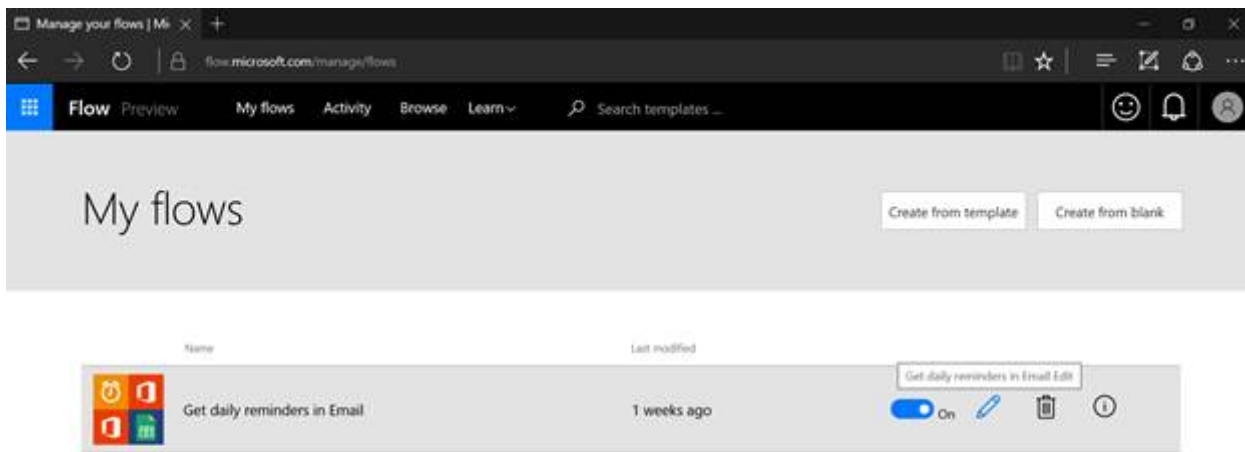 Manage your flows | Mi
flow.microsoft.com/manage/flows
Flow Preview My flows Activity Browse Learn Search templates ...
My flows
Create from template Create from blank
Name Last modified
Get daily reminders in Email Edit
Get daily reminders in Email 1 weeks ago On